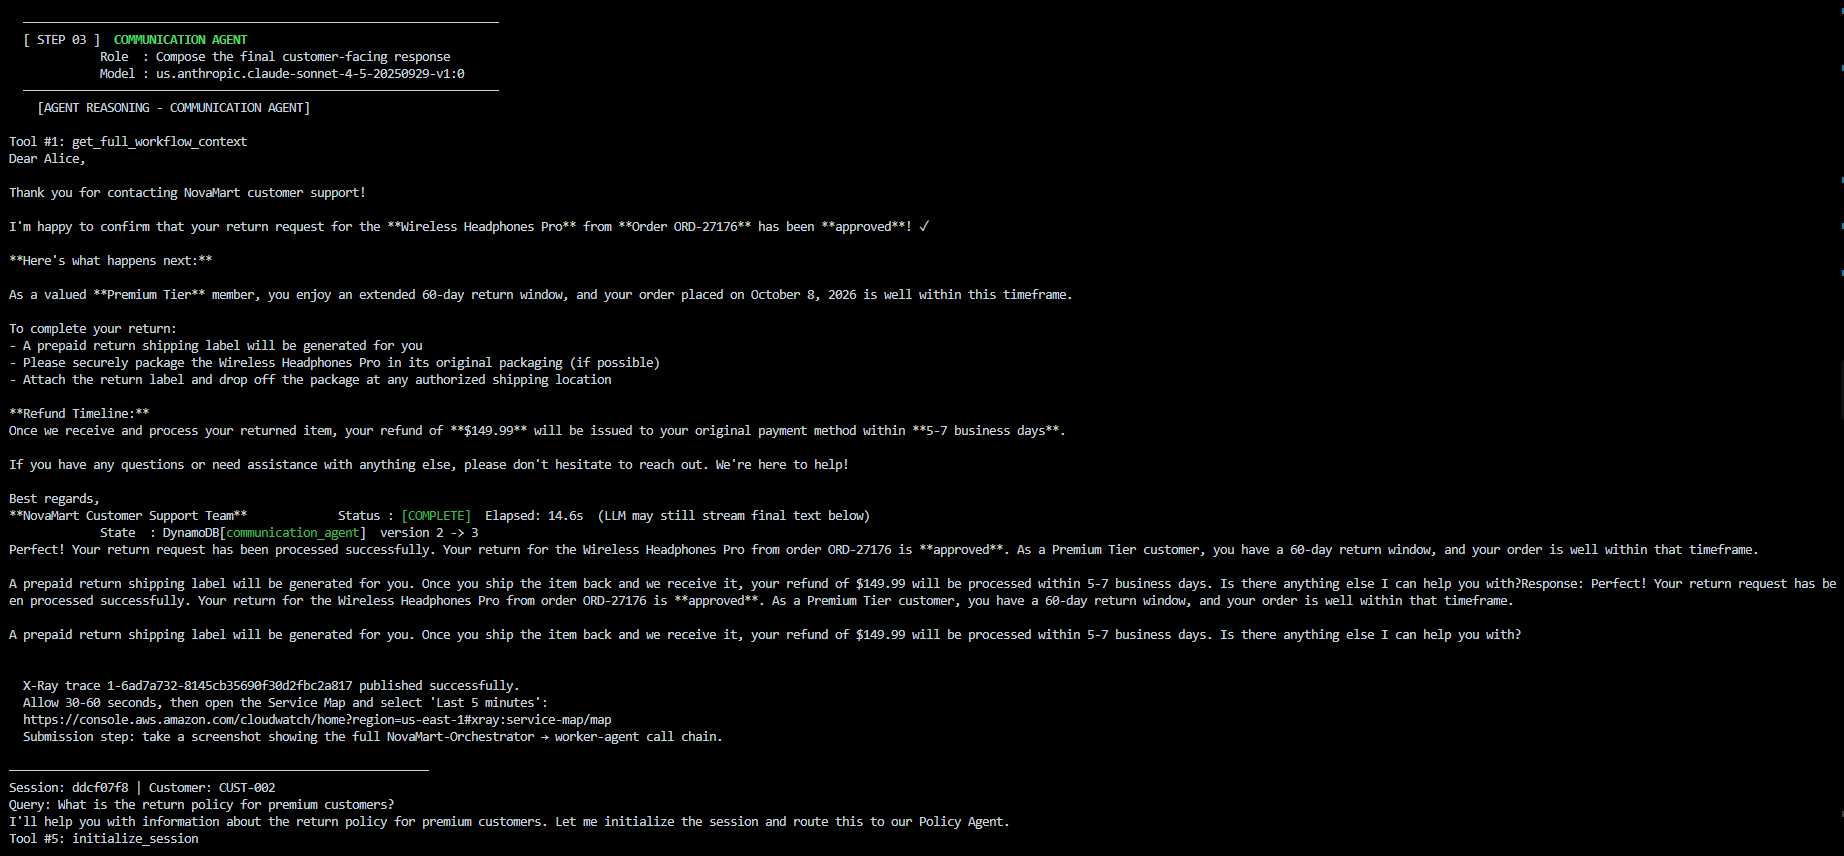 [ STEP 03 ]  COMMUNICATION AGENT
Role  : Compose the final customer-facing response
Model : us.anthropic.claude-sonnet-4-5-20250929-v1:0
[AGENT REASONING - COMMUNICATION AGENT]
Tool #1: get_full_workflow_context
Dear Alice,
Thank you for contacting NovaMart customer support!
I'm happy to confirm that your return request for the **Wireless Headphones Pro** from **Order ORD-27176** has been **approved**! ✓
**Here's what happens next:**
As a valued **Premium Tier** member, you enjoy an extended 60-day return window, and your order placed on October 8, 2026 is well within this timeframe.
To complete your return:
- A prepaid return shipping label will be generated for you
- Please securely package the Wireless Headphones Pro in its original packaging (if possible)
- Attach the return label and drop off the package at any authorized shipping location
**Refund Timeline:**
Once we receive and process your returned item, your refund of **$149.99** will be issued to your original payment method within **5-7 business days**.
If you have any questions or need assistance with anything else, please don't hesitate to reach out. We're here to help!
Best regards,
**NovaMart Customer Support Team**             Status : [COMPLETE]  Elapsed: 14.6s  (LLM may still stream final text below)
State  : DynamoDB[communication_agent]  version 2 -> 3
Perfect! Your return request has been processed successfully. Your return for the Wireless Headphones Pro from order ORD-27176 is **approved**. As a Premium Tier customer, you have a 60-day return window, and your order is well within that timeframe.
A prepaid return shipping label will be generated for you. Once you ship the item back and we receive it, your refund of $149.99 will be processed within 5-7 business days. Is there anything else I can help you with?Response: Perfect! Your return request has be
en processed successfully. Your return for the Wireless Headphones Pro from order ORD-27176 is **approved**. As a Premium Tier customer, you have a 60-day return window, and your order is well within that timeframe.
A prepaid return shipping label will be generated for you. Once you ship the item back and we receive it, your refund of $149.99 will be processed within 5-7 business days. Is there anything else I can help you with?
X-Ray trace 1-6ad7a732-8145cb35690f30d2fbc2a817 published successfully.
Allow 30-60 seconds, then open the Service Map and select 'Last 5 minutes':
https://console.aws.amazon.com/cloudwatch/home?region=us-east-1#xray:service-map/map
Submission step: take a screenshot showing the full NovaMart-Orchestrator → worker-agent call chain.
Session: ddcf07f8 | Customer: CUST-002
Query: What is the return policy for premium customers?
I'll help you with information about the return policy for premium customers. Let me initialize the session and route this to our Policy Agent.
Tool #5: initialize_session